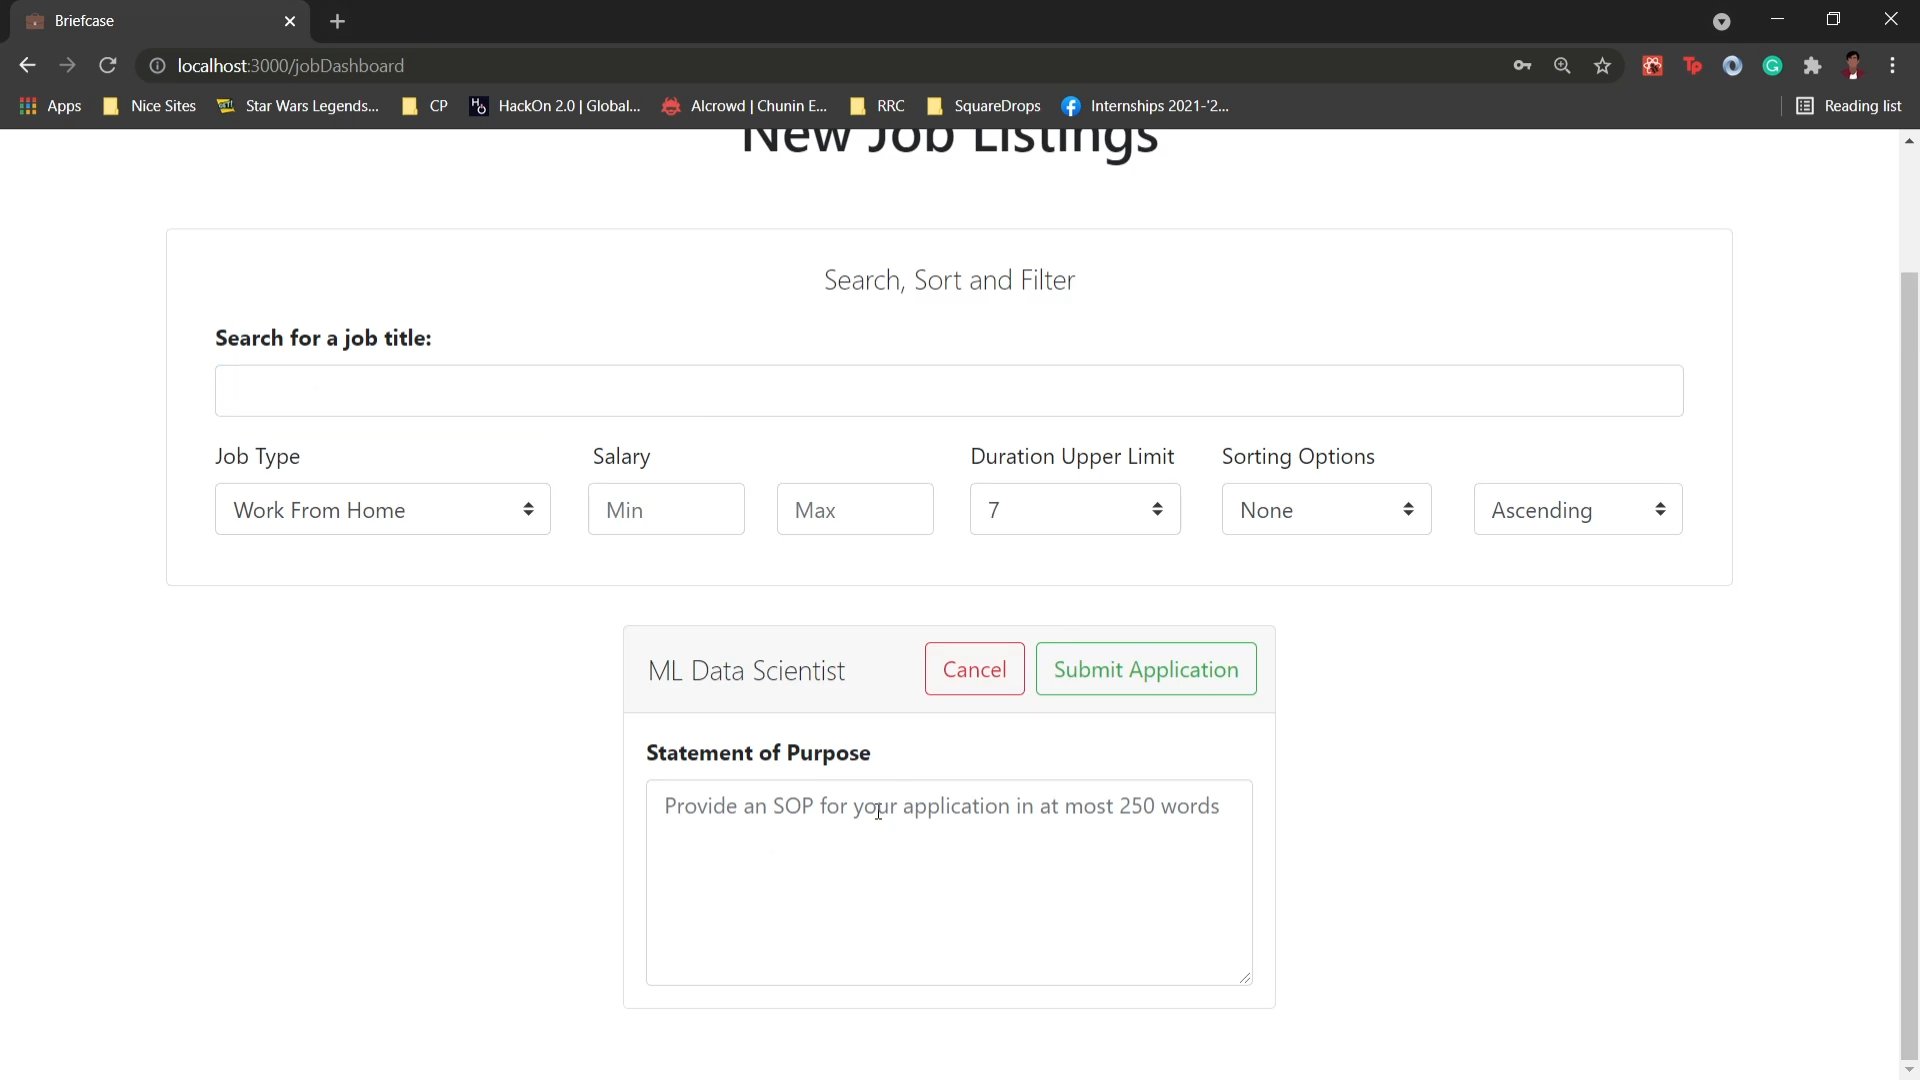 Briefcase
localhost:3000/jobDashboard
Apps Nice Sites Star Wars Legends... CP HackOn 2.0 | Global... AIcrowd | Chunin E... RRC SquareDrops Internships 2021-'2... Reading list
New Job Listings
Search, Sort and Filter
Search for a job title:
Job Type Salary Duration Upper Limit Sorting Options
Work From Home Min Max 7 None Ascending
ML Data Scientist Cancel Submit Application
Statement of Purpose
Provide an SOP for your application in at most 250 words